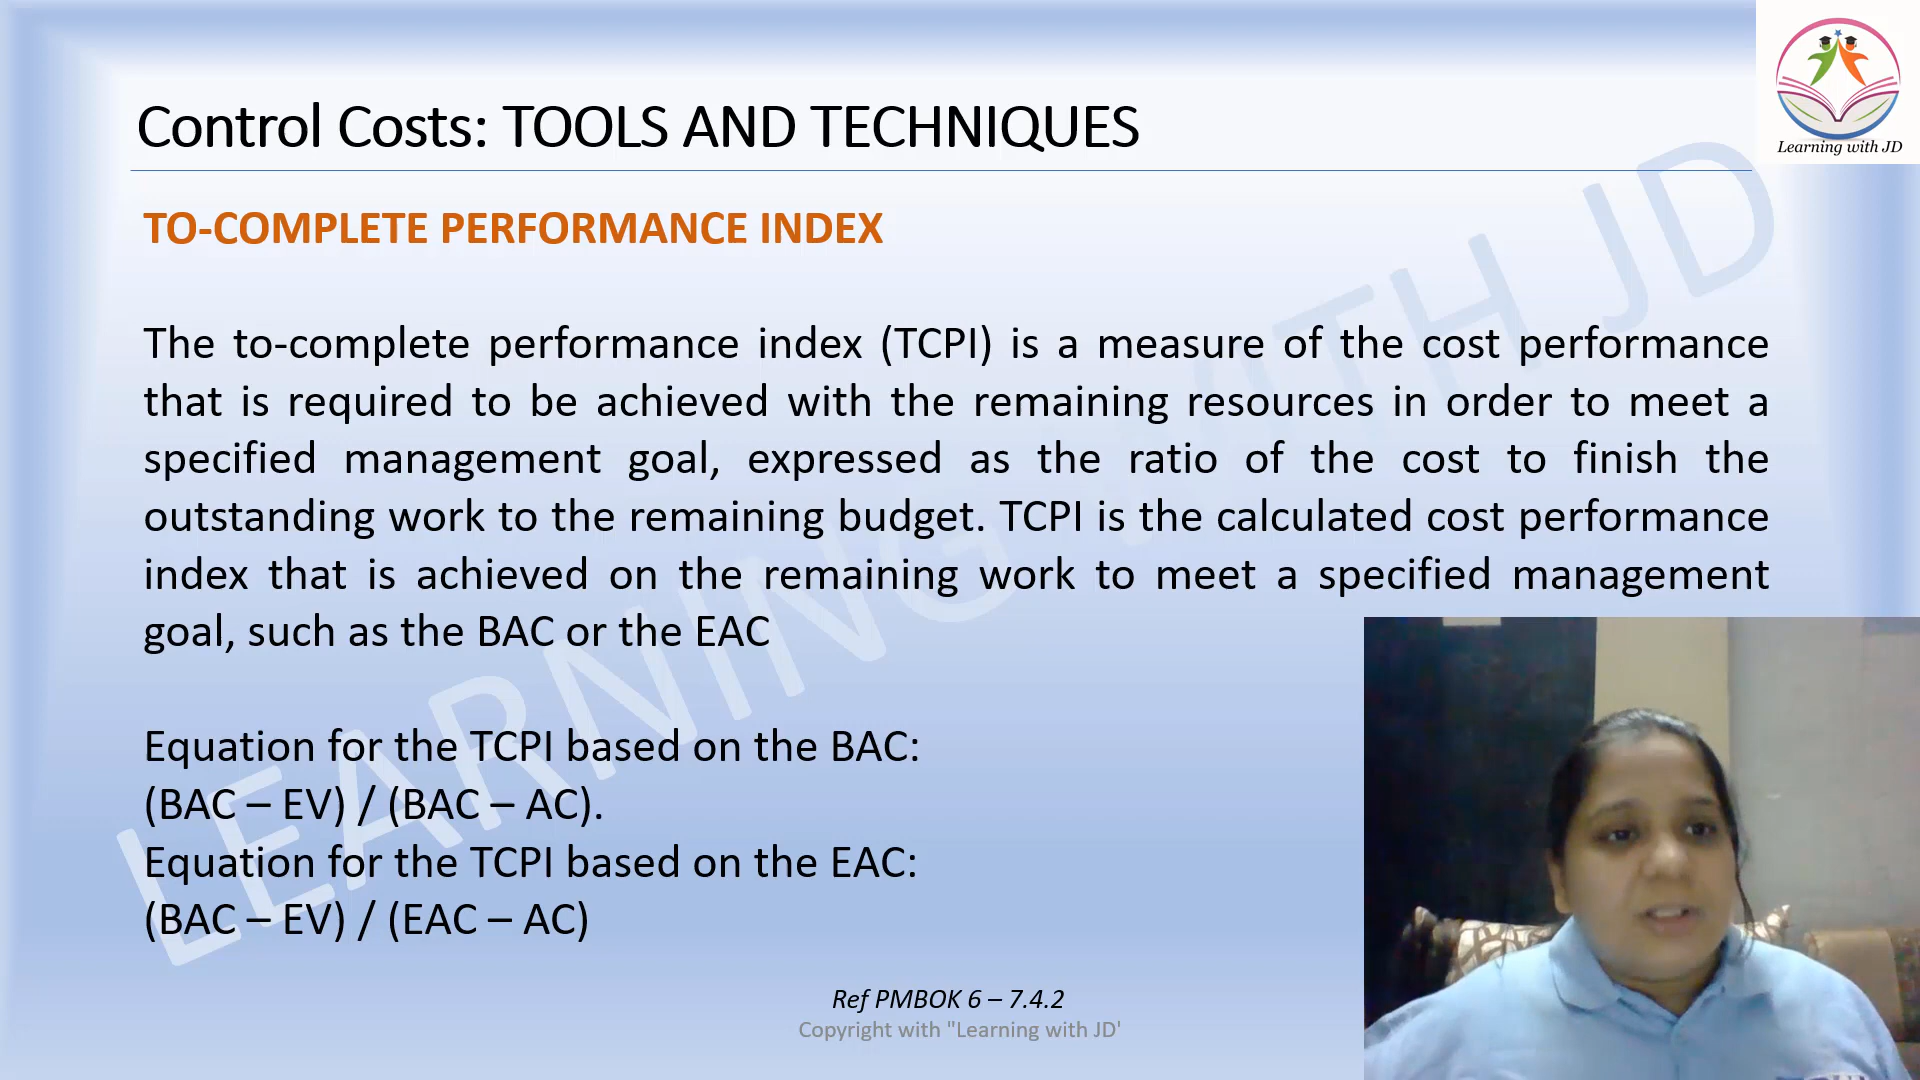 Control Costs: TOOLS AND TECHNIQUES
Learning with JD
TO-COMPLETE PERFORMANCE INDEX
The to-complete performance index (TCPI) is a measure of the cost performance
that is required to be achieved with the remaining resources in order to meet a
specified management goal, expressed as the ratio of the cost to finish the
outstanding work to the remaining budget. TCPI is the calculated cost performance
index that is achieved on the remaining work to meet a specified management
goal, such as the BAC or the EAC
Equation for the TCPI based on the BAC:
(BAC – EV) / (BAC – AC).
Equation for the TCPI based on the EAC:
(BAC – EV) / (EAC – AC)
LEARNING WITH JD
Ref PMBOK 6 – 7.4.2
Copyright with "Learning with JD'